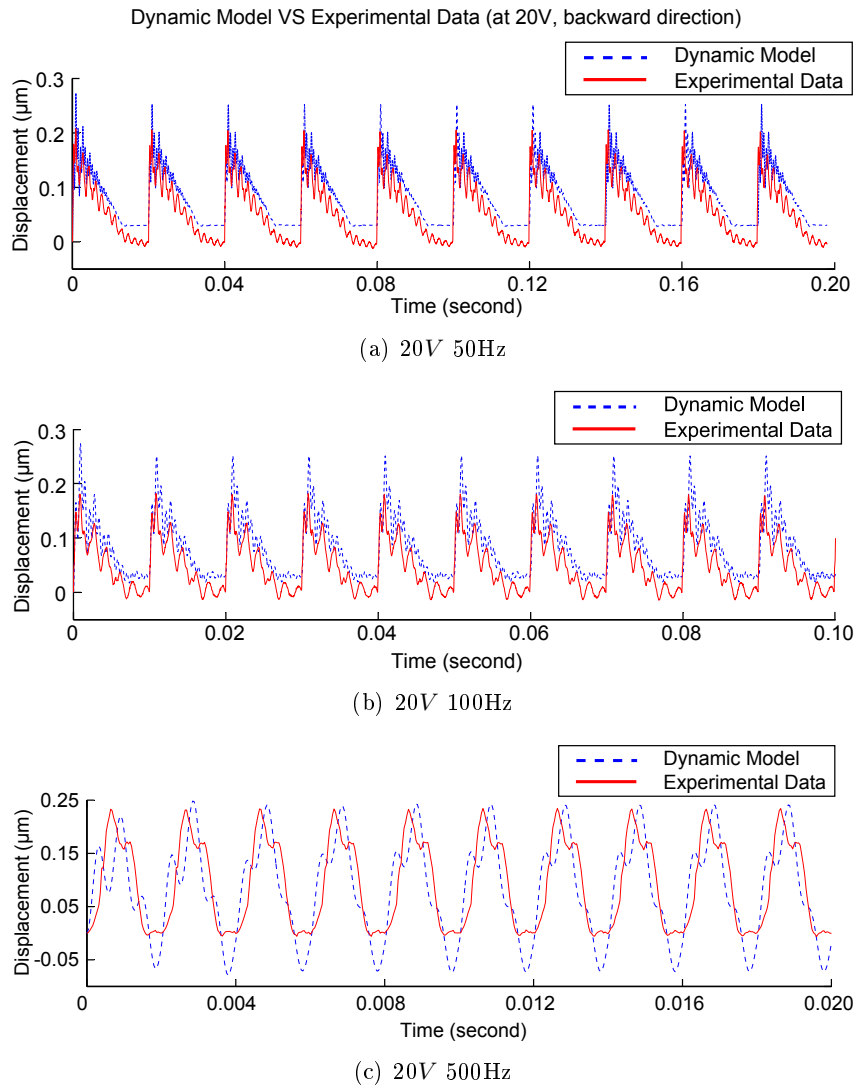 Dynamic Model VS Experimental Data (at 20V, backward direction)
Dynamic Model
Experimental Data
Displacement (μm)
0.3
0.2
0.1
0
0 0.04 0.08 0.12 0.16 0.20
Time (second)
(a) 20V 50Hz
Dynamic Model
Experimental Data
Displacement (μm)
0.3
0.2
0.1
0
0 0.02 0.04 0.06 0.08 0.10
Time (second)
(b) 20V 100Hz
Dynamic Model
Experimental Data
Displacement (μm)
0.25
0.15
0.05
-0.05
0 0.004 0.008 0.012 0.016 0.020
Time (second)
(c) 20V 500Hz